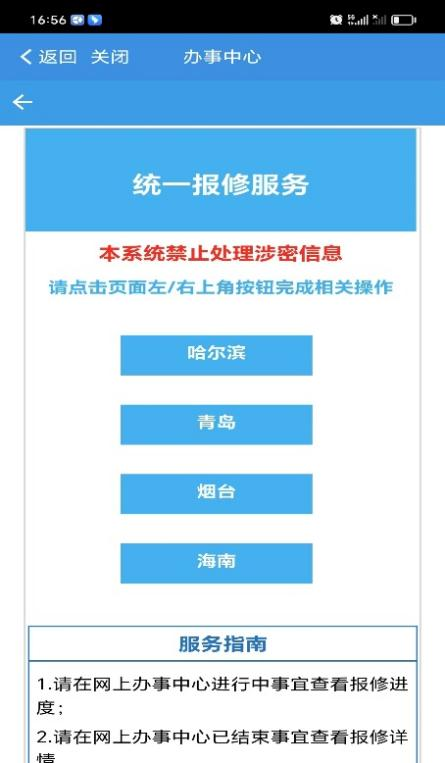 16:56
返回 关闭 办事中心
统一报修服务
本系统禁止处理涉密信息
请点击页面左/右上角按钮完成相关操作
哈尔滨
青岛
烟台
海南
服务指南
1.请在网上办事中心进行中事宜查看报修进
度;
2.请在网上办事中心已结束事宜查看报修详
情